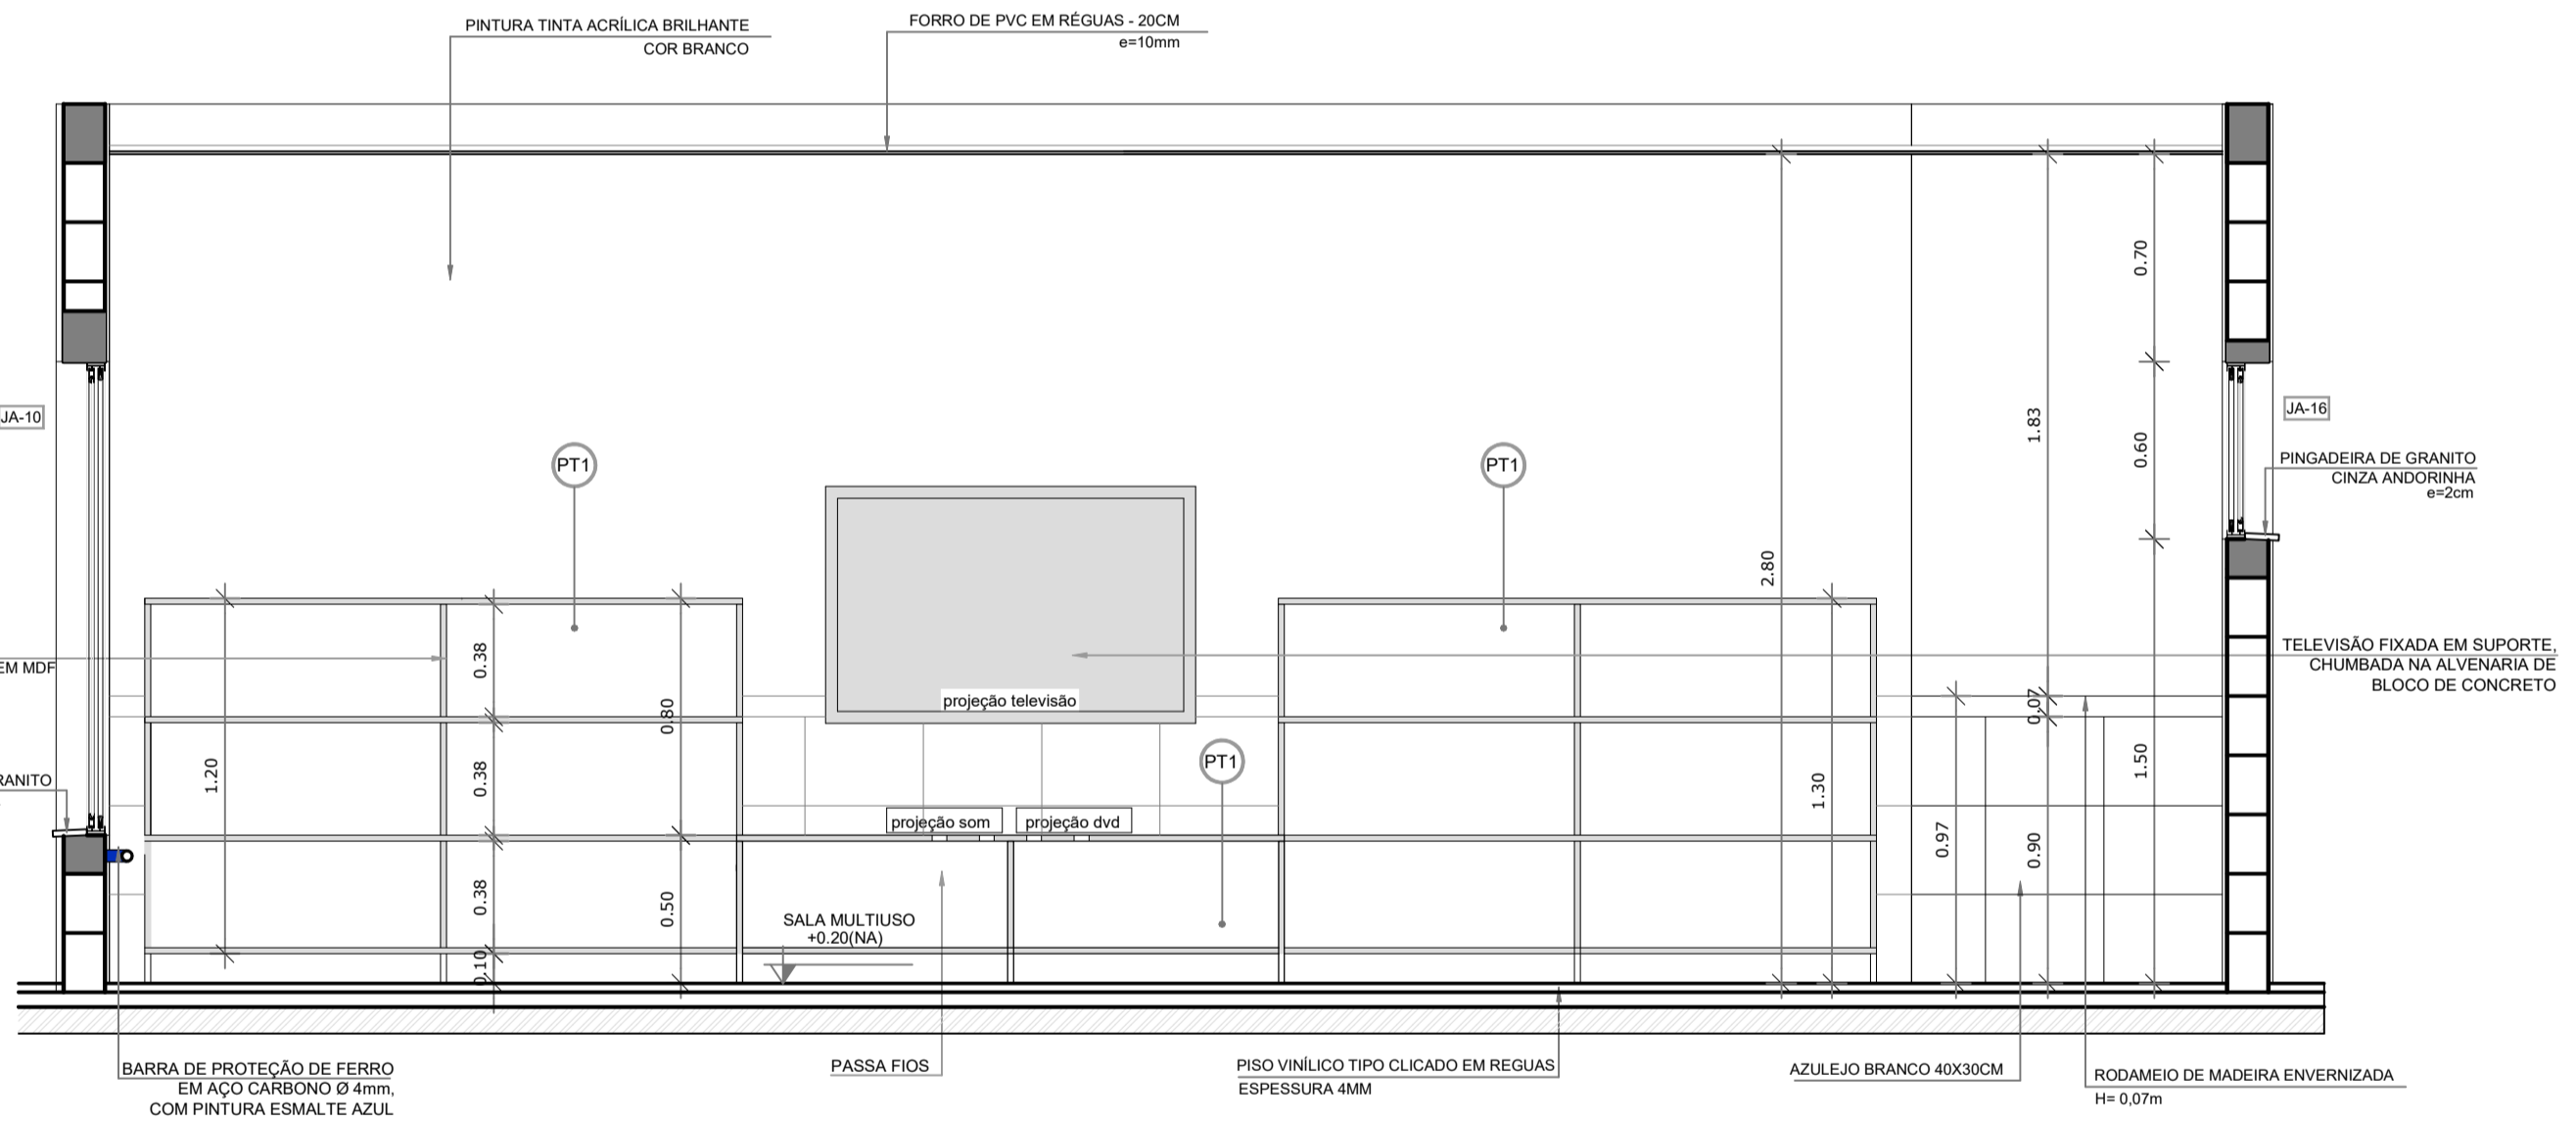 PINTURA TINTA ACRÍLICA BRILHANTE
COR BRANCO
FORRO DE PVC EM RÉGUAS - 20CM
e=10mm
JA-10
JA-16
PT1
PT1
PT1
0.70
0.60
1.50
1.83
0.07
0.90
0.97
2.80
1.30
PINGADEIRA DE GRANITO
CINZA ANDORINHA
e=2cm
TELEVISÃO FIXADA EM SUPORTE,
CHUMBADA NA ALVENARIA DE
BLOCO DE CONCRETO
EM MDF
RANITO
1.20
0.38
0.38
0.38
0.10
0.80
0.50
projeção televisão
projeção som
projeção dvd
SALA MULTIUSO
+0.20(NA)
BARRA DE PROTEÇÃO DE FERRO
EM AÇO CARBONO Ø 4mm,
COM PINTURA ESMALTE AZUL
PASSA FIOS
PISO VINÍLICO TIPO CLICADO EM REGUAS
ESPESSURA 4MM
AZULEJO BRANCO 40X30CM
RODAMEIO DE MADEIRA ENVERNIZADA
H= 0,07m